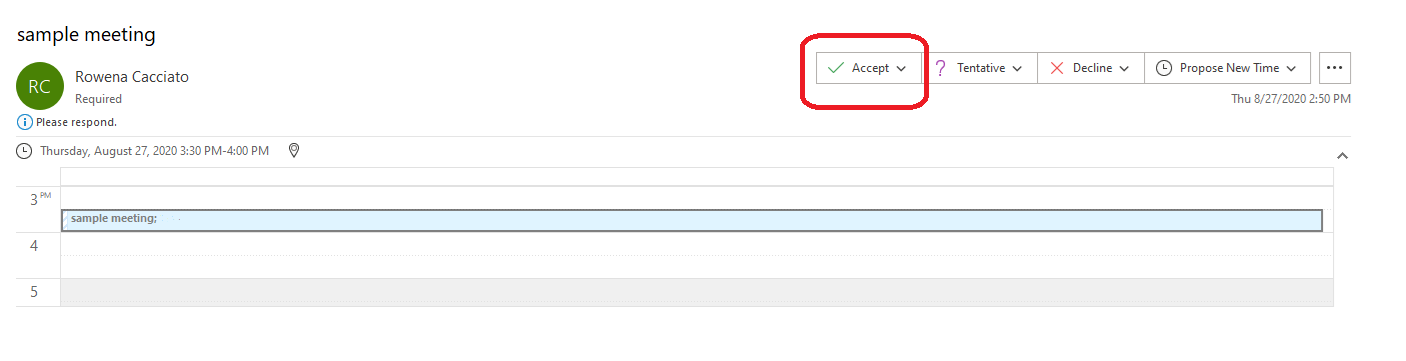 sample meeting
RC
Rowena Cacciato
Required
Accept
Tentative
Decline
Propose New Time
Thu 8/27/2020 2:50 PM
Please respond.
Thursday, August 27, 2020 3:30 PM-4:00 PM
3 PM
sample meeting;
4
5